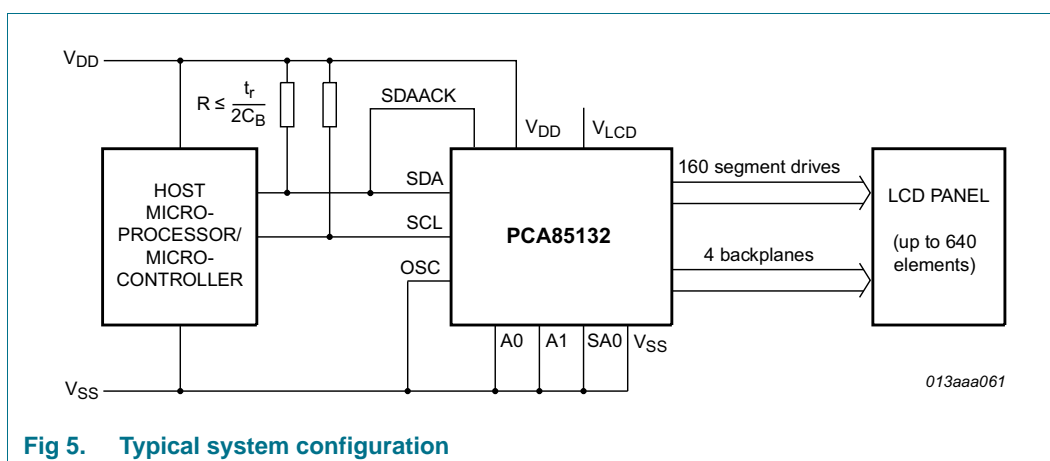 VDD
R ≤ tr
2CB
SDAACK
VDD
VLCD
HOST
MICRO-
PROCESSOR/
MICRO-
CONTROLLER
SDA
SCL
OSC
PCA85132
160 segment drives
4 backplanes
LCD PANEL
(up to 640
elements)
A0
A1
SA0
VSS
VSS
013aaa061
Fig 5. Typical system configuration